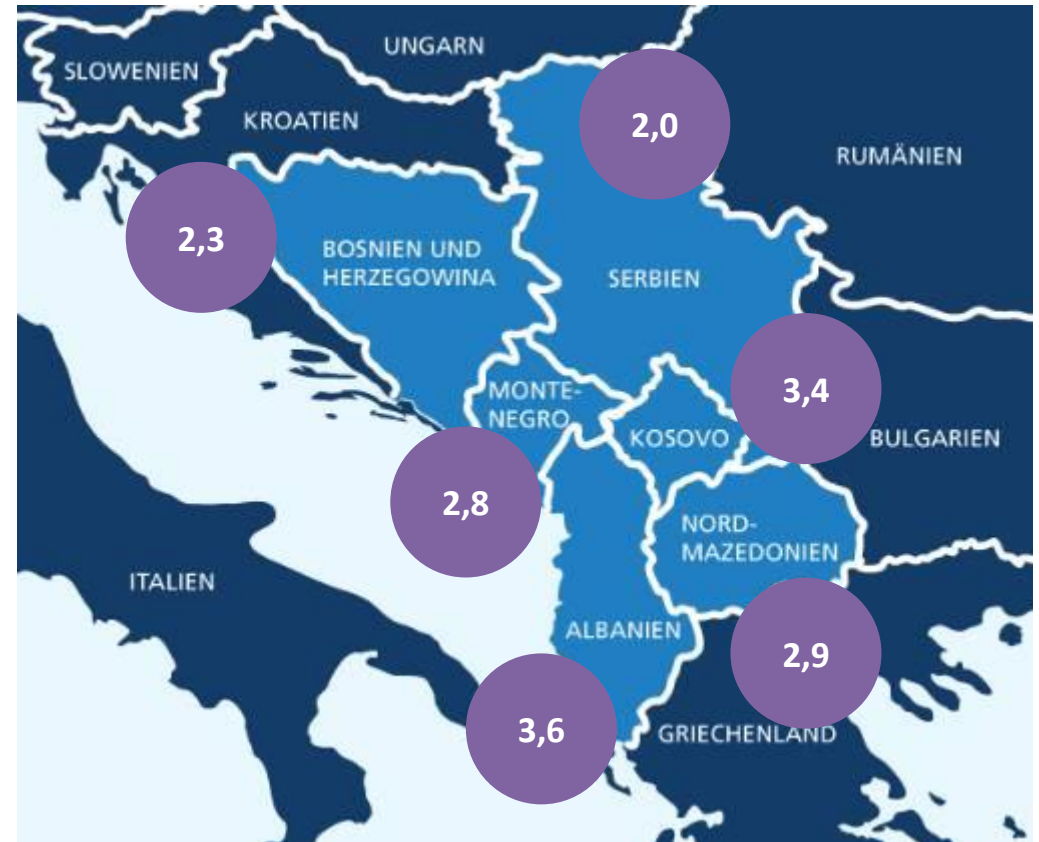 UNGARN
SLOWENIEN
KROATIEN
2,0
RUMÄNIEN
2,3
BOSNIEN UND
HERZEGOWINA
SERBIEN
MONTE-
NEGRO
3,4
KOSOVO
BULGARIEN
2,8
NORD-
MAZEDONIEN
ITALIEN
ALBANIEN
2,9
3,6
GRIECHENLAND